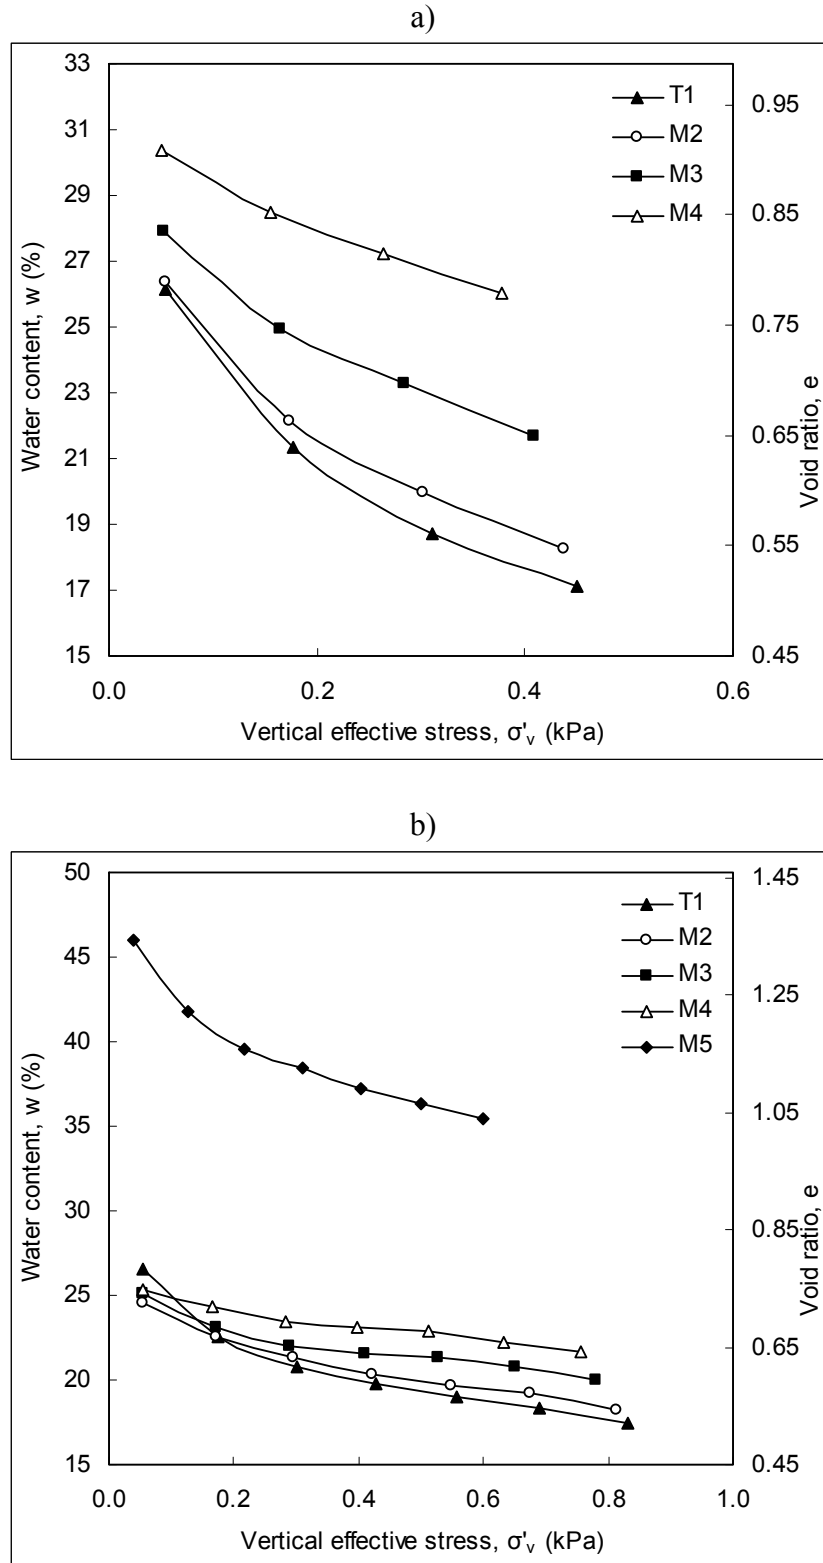 a)
33
31
29
27
25
23
21
19
17
15
Water content, w (%)
0.95
0.85
0.75
0.65
0.55
0.45
Void ratio, e
T1
M2
M3
M4
0.0 0.2 0.4 0.6
Vertical effective stress, σ'v (kPa)
b)
50
45
40
35
30
25
20
15
Water content, w (%)
1.45
1.25
1.05
0.85
0.65
0.45
Void ratio, e
T1
M2
M3
M4
M5
0.0 0.2 0.4 0.6 0.8 1.0
Vertical effective stress, σ'v (kPa)